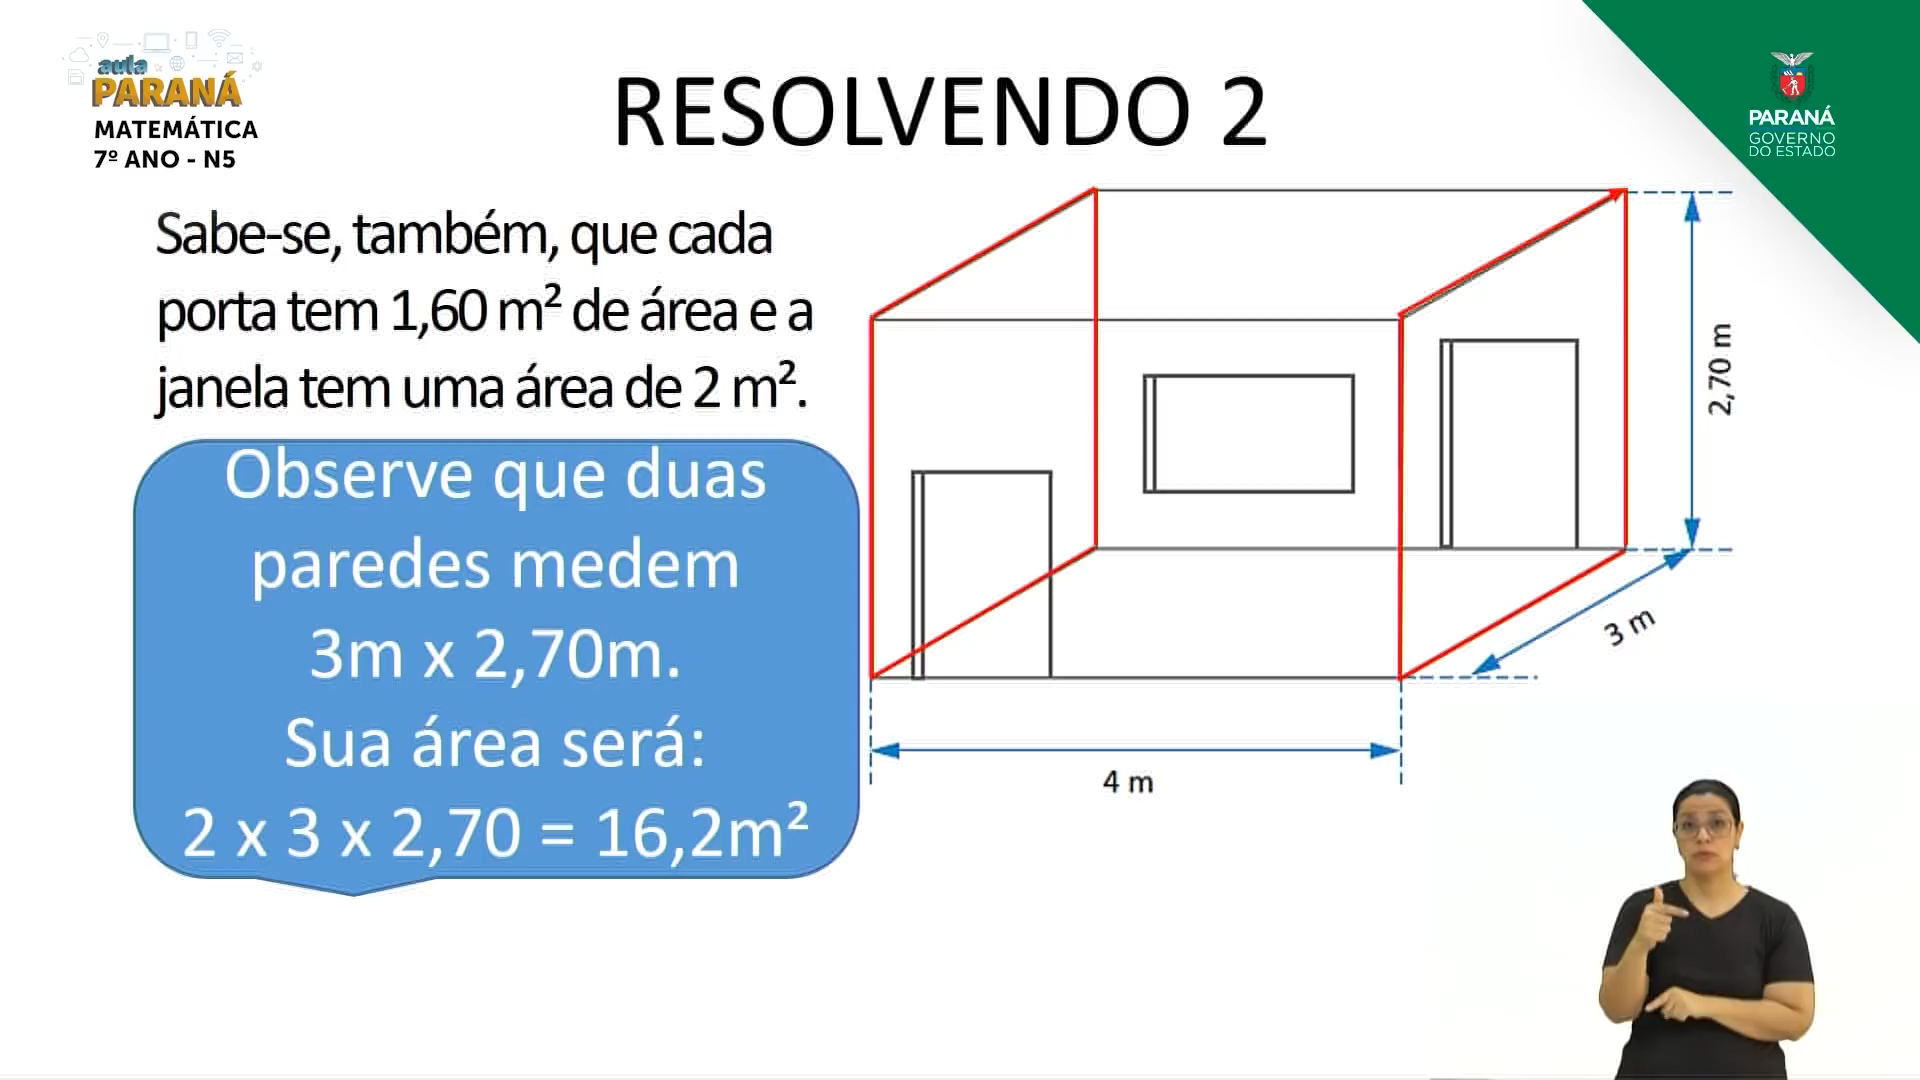 aula
PARANÁ
MATEMÁTICA
7º ANO - N5
RESOLVENDO 2
PARANÁ
GOVERNO
DO ESTADO
Sabe-se, também, que cada
porta tem 1,60 m² de área e a
janela tem uma área de 2 m².
Observe que duas
paredes medem
3m x 2,70m.
Sua área será:
2 x 3 x 2,70 = 16,2m²
2,70 m
3 m
4 m